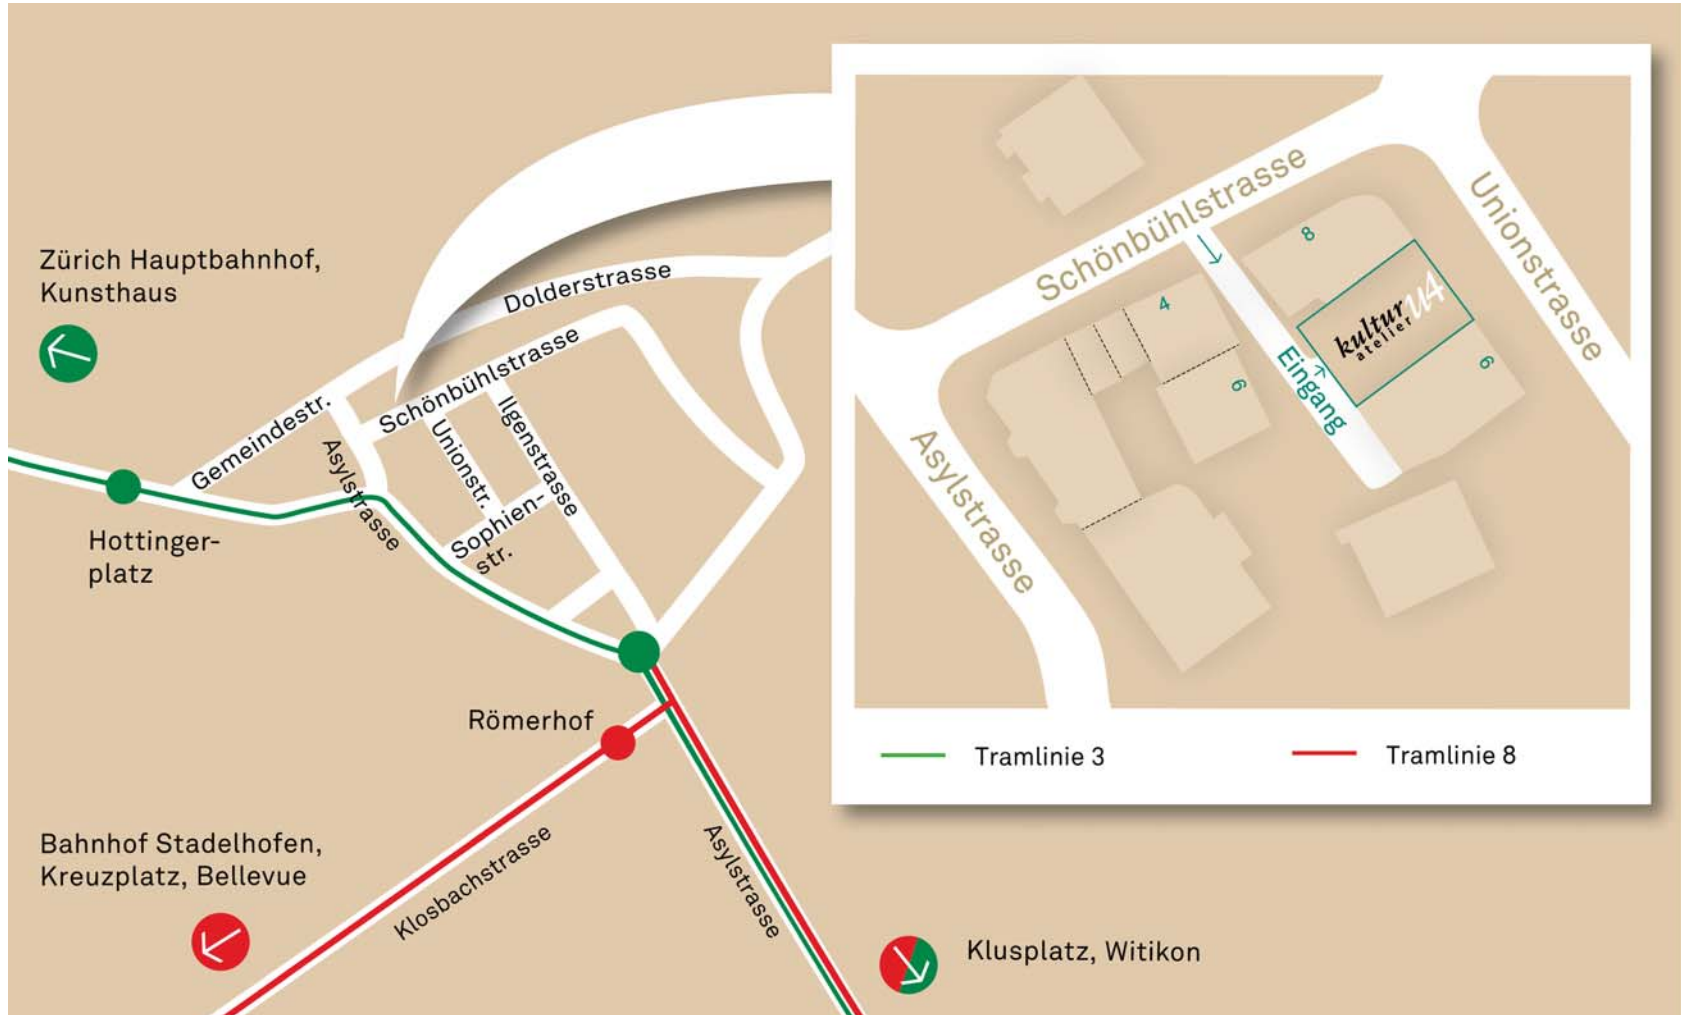 Zürich Hauptbahnhof,
Kunsthaus
Dolderstrasse
Schönbühlstrasse
Gemeindestr.
Asylstrasse
Unionstr.
Ilgenstrasse
Sophien-
str.
Hottinger-
platz
Römerhof
Bahnhof Stadelhofen,
Kreuzplatz, Bellevue
Klosbachstrasse
Asylstrasse
Klusplatz, Witikon
Schönbühlstrasse
Unionstrasse
Asylstrasse
8
4
6
6
kultur
atelier
u4
Eingang
Tramlinie 3
Tramlinie 8